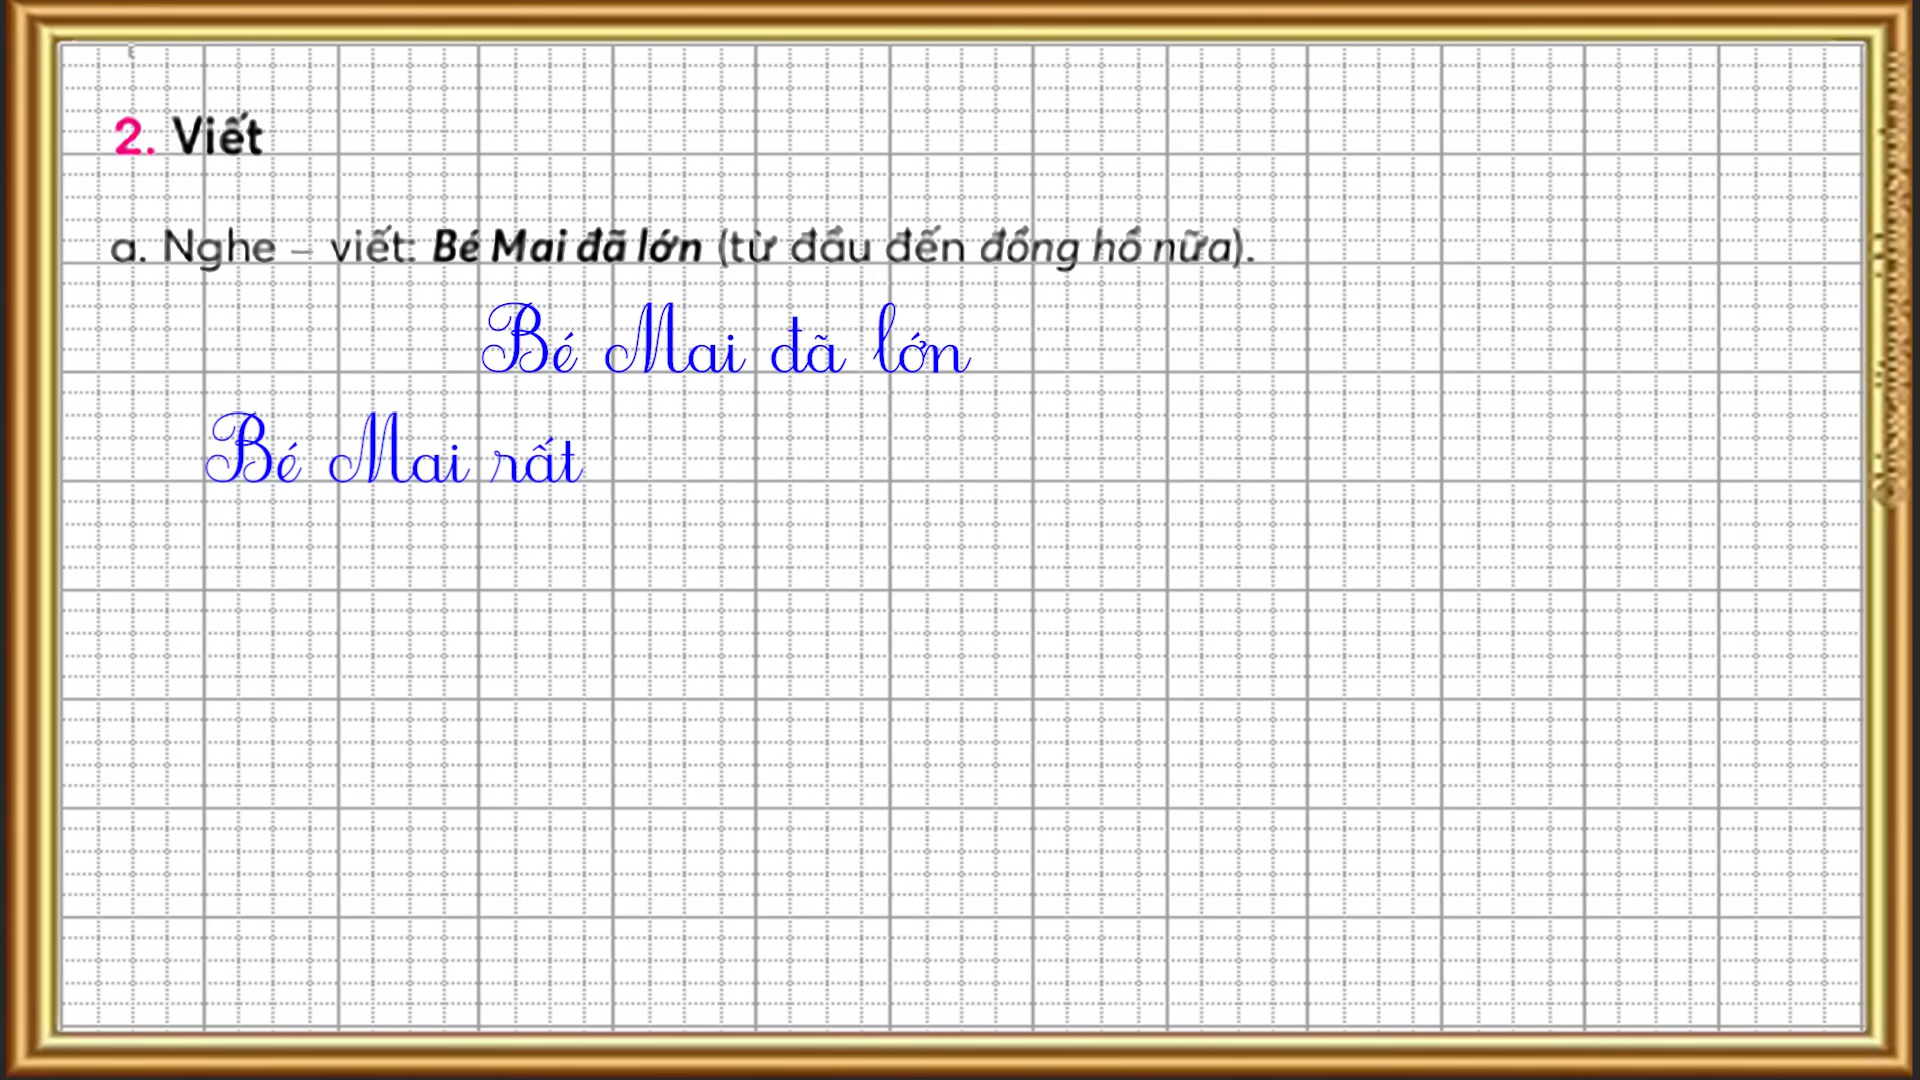 2. Viết
a. Nghe – viết: Bé Mai đã lớn (từ đầu đến đồng hồ nữa).
Bé Mai đã lớn
Bé Mai rất